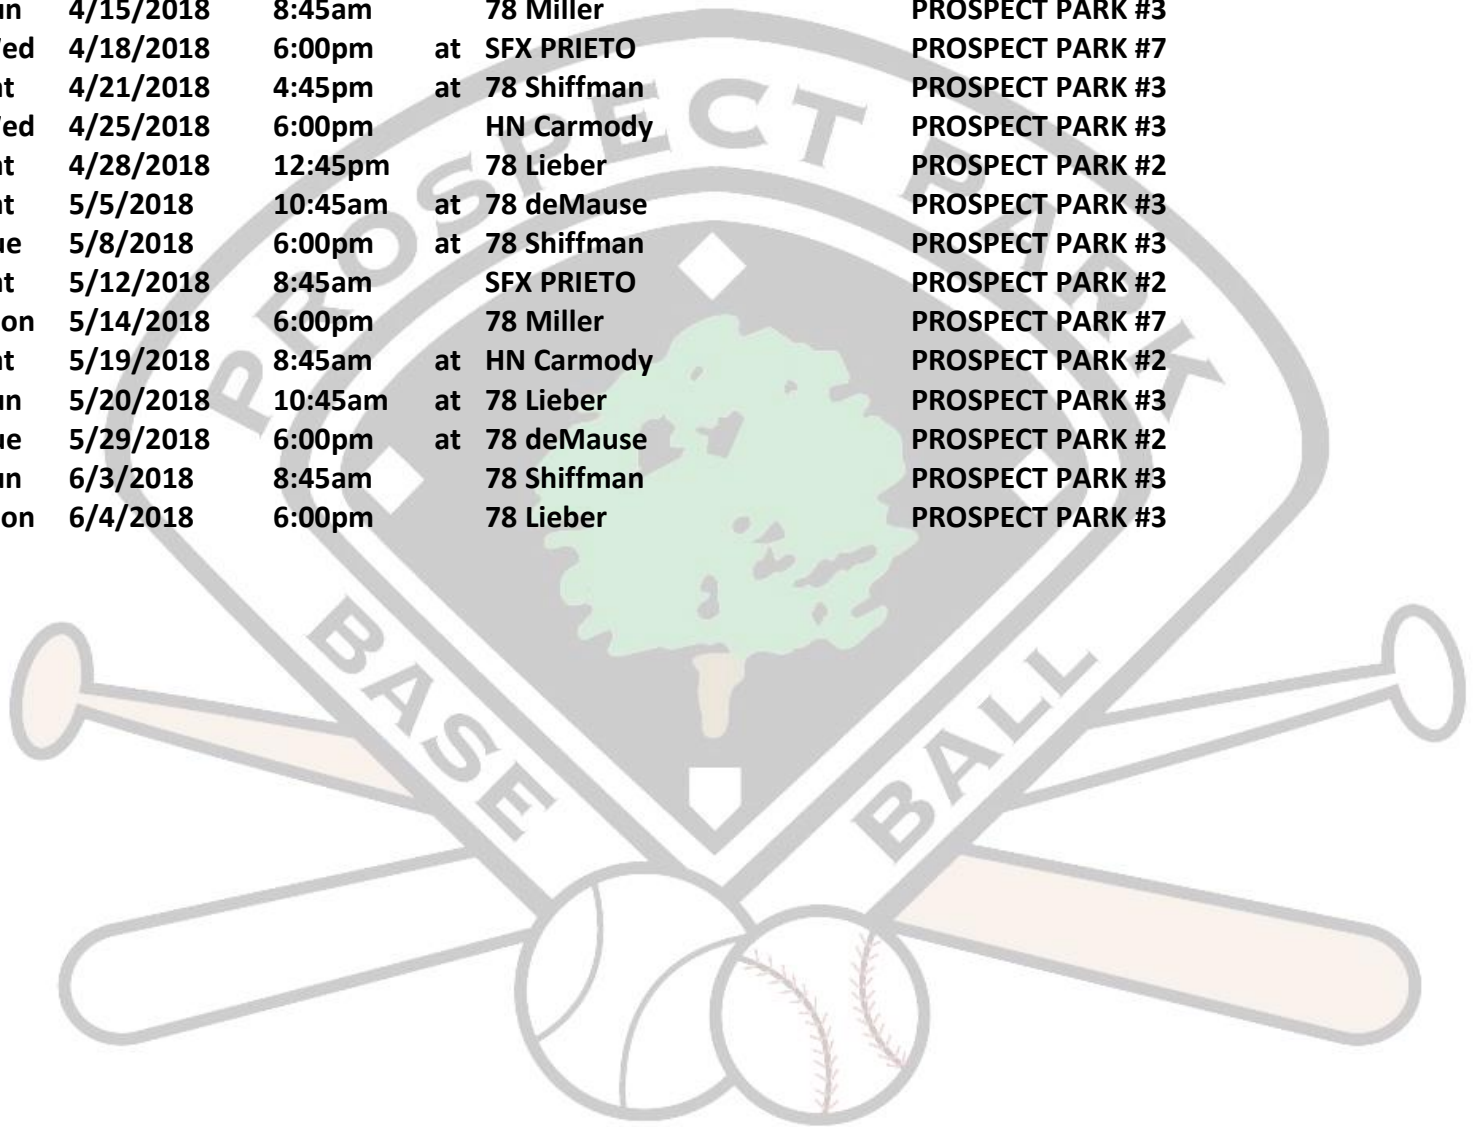 un 4/15/2018 8:45am 78 Miller PROSPECT PARK #3
ed 4/18/2018 6:00pm at SFX PRIETO PROSPECT PARK #7
at 4/21/2018 4:45pm at 78 Shiffman PROSPECT PARK #3
ed 4/25/2018 6:00pm HN Carmody PROSPECT PARK #3
at 4/28/2018 12:45pm 78 Lieber PROSPECT PARK #2
at 5/5/2018 10:45am at 78 deMause PROSPECT PARK #3
ue 5/8/2018 6:00pm at 78 Shiffman PROSPECT PARK #3
at 5/12/2018 8:45am SFX PRIETO PROSPECT PARK #2
on 5/14/2018 6:00pm 78 Miller PROSPECT PARK #7
at 5/19/2018 8:45am at HN Carmody PROSPECT PARK #2
un 5/20/2018 10:45am at 78 Lieber PROSPECT PARK #3
ue 5/29/2018 6:00pm at 78 deMause PROSPECT PARK #2
un 6/3/2018 8:45am 78 Shiffman PROSPECT PARK #3
on 6/4/2018 6:00pm 78 Lieber PROSPECT PARK #3
PROSPECT PARK
BASE BALL